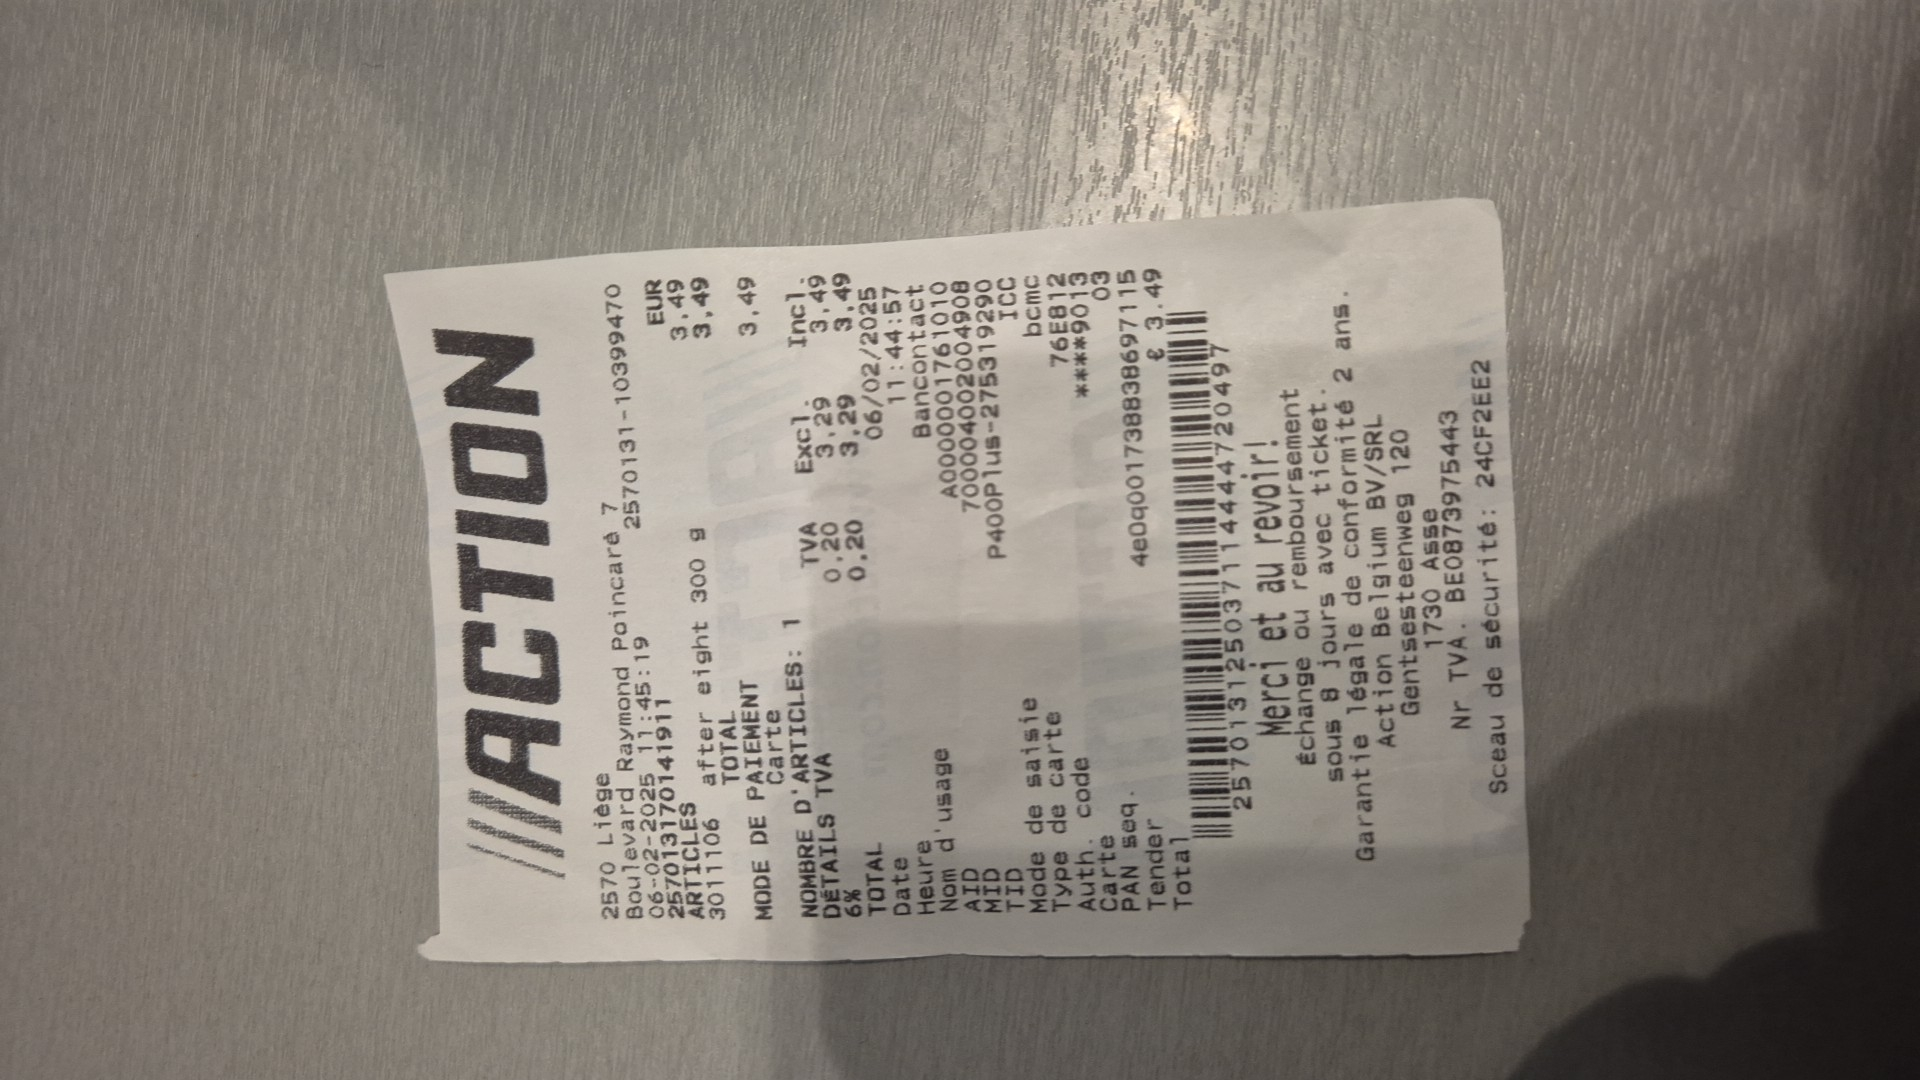 ///ACTION
2570 Liège
Boulevard Raymond Poincaré 7
06-02-2025 11:45:19 2570131-10399470
25701313170141911
ARTICLES EUR
3011106 after eight 300 g 3,49
TOTAL 3,49
MODE DE PAIEMENT
Carte 3,49
NOMBRE D'ARTICLES: 1
DÉTAILS TVA TVA Excl. Incl.
6% 0,20 3,29 3,49
TOTAL 0,20 3,29 3,49
Date 06/02/2025
Heure 11:44:57
Nom d'usage Bancontact
AID A0000001761010
MID 700004002004908
TID P400Plus-275319290
Mode de saisie ICC
Type de carte bcmc
Auth. code 76E812
Carte ****9013
PAN seq. 03
Tender 4e0q001738838697115
Total € 3.49
257013125037114444720497
Merci et au revoir!
Échange ou remboursement
sous 8 jours avec ticket.
Garantie légale de conformité 2 ans.
Action Belgium BV/SRL
Gentsesteenweg 120
1730 Asse
Nr TVA. BE0873975443
Sceau de sécurité: 24CF2EE2